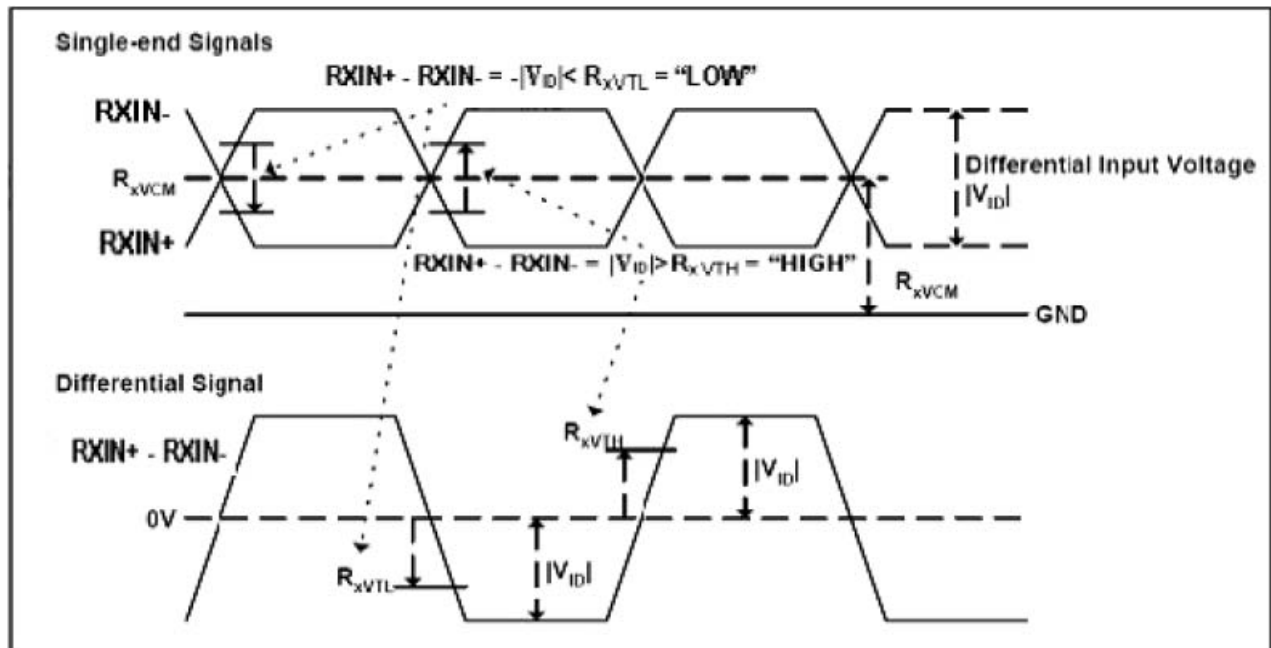 Single-end Signals
RXIN+ - RXIN- = -|VID| < RxVTL = “LOW”
RXIN-
RxVCM
Differential Input Voltage
|VID|
RXIN+
RXIN+ - RXIN- = |VID| > RxVTH = “HIGH”
RxVCM
GND
Differential Signal
RXIN+ - RXIN-
RxVTH
|VID|
0V
RxVTL
|VID|